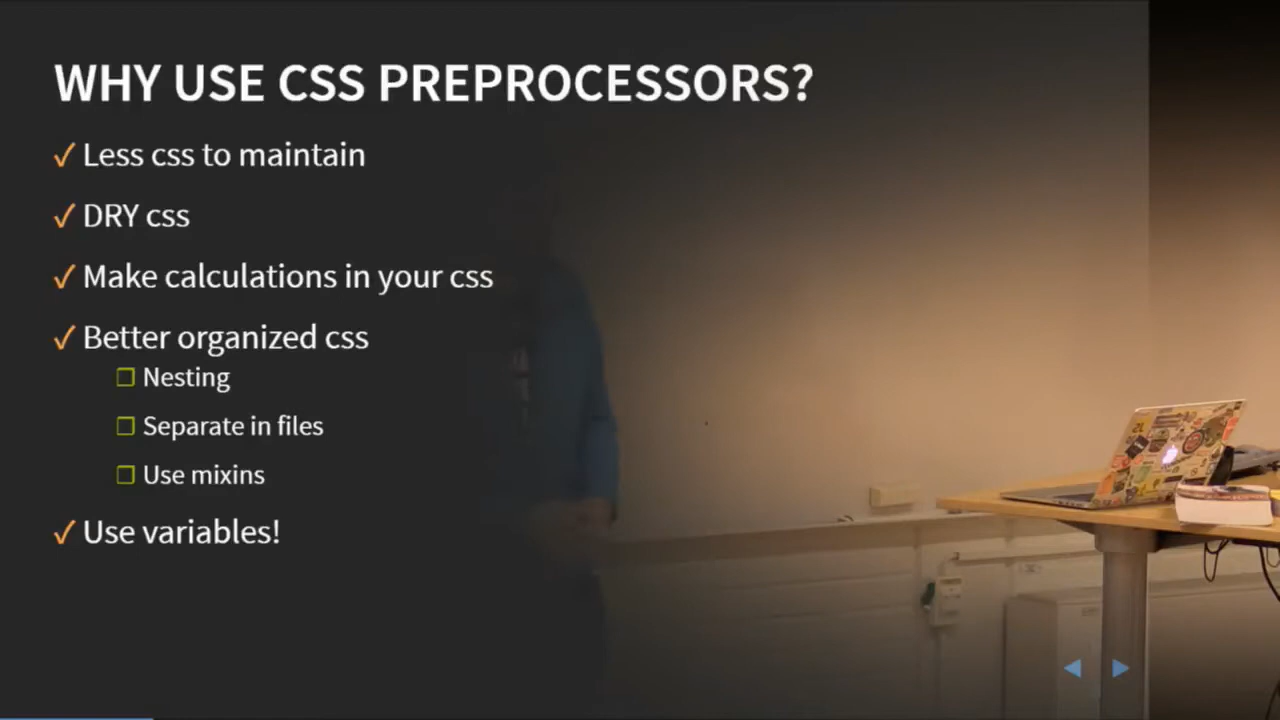 WHY USE CSS PREPROCESSORS?
✓ Less css to maintain
✓ DRY css
✓ Make calculations in your css
✓ Better organized css
❒ Nesting
❒ Separate in files
❒ Use mixins
✓ Use variables!